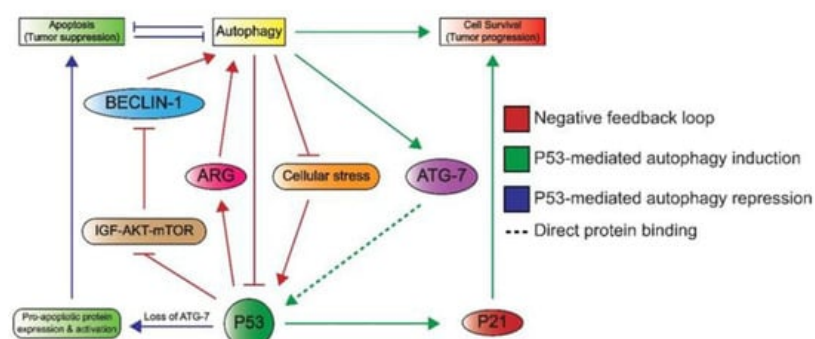 Apoptosis
(Tumor suppression)
Autophagy
Cell Survival
(Tumor progression)
BECLIN-1
Negative feedback loop
P53-mediated autophagy induction
ARG
Cellular stress
ATG-7
P53-mediated autophagy repression
Direct protein binding
IGF-AKT-mTOR
Pro-apoptotic protein
expression & activation
Loss of ATG-7
P53
P21